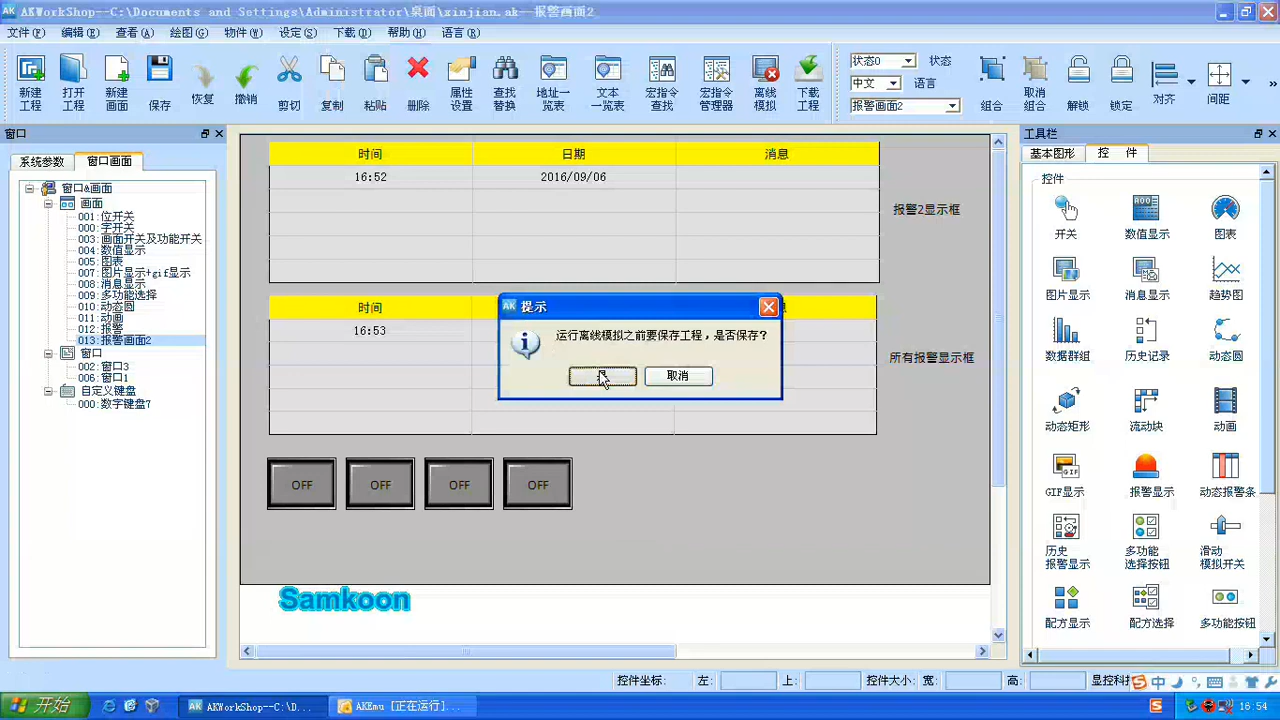 AKWorkShop--C:\Documents and Settings\Administrator\桌面\xinjian.ak--报警画面2
文件(F) 编辑(E) 查看(A) 绘图(G) 物件(W) 设定(S) 下载(D) 帮助(H) 语言(R)
新建工程 打开工程 新建画面 保存 恢复 撤销 剪切 复制 粘贴 删除 属性设置 查找替换 地址一览表 文本一览表 宏指令查找 宏指令管理器 离线模拟 下载工程
状态0 状态
中文 语言
报警画面2
组合 取消组合 解锁 锁定 对齐 间距
窗口
系统参数 窗口画面
窗口&画面
画面
001:位开关
000:字开关
003:画面开关及功能开关
004:数值显示
005:图表
007:图片显示+gif显示
008:消息显示
009:多功能选择
010:动态圆
011:动画
012:报警
013:报警画面2
窗口
002:窗口3
006:窗口1
自定义键盘
000:数字键盘7
时间 日期 消息
16:52 2016/09/06
报警2显示框
时间
16:53
所有报警显示框
提示
运行离线模拟之前要保存工程，是否保存？
取消
OFF OFF OFF OFF
Samkoon
工具栏
基本图形 控 件
控件
开关 数值显示 图表
图片显示 消息显示 趋势图
数据群组 历史记录 动态圆
动态矩形 流动块 动画
GIF显示 报警显示 动态报警条
历史报警显示 多功能选择按钮 滑动模拟开关
配方显示 配方选择 多功能按钮
控件坐标: 左: 上: 控件大小: 宽: 高: 显控科技
开始 AKWorkShop--C:\D... AKEmu [正在运行]... 16:54